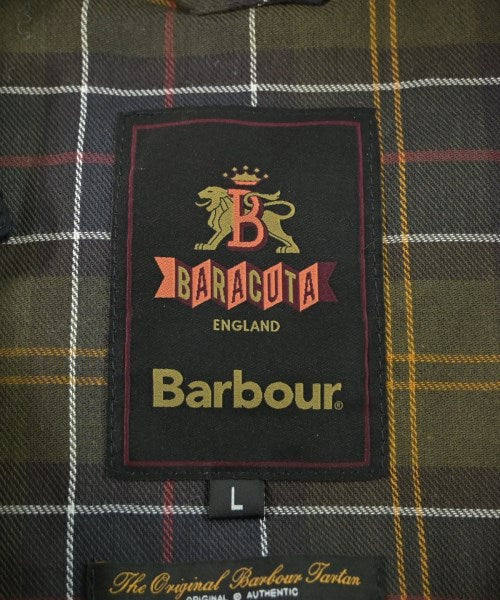 B
BARACUTA
ENGLAND
Barbour®
L
The Original Barbour Tartan
ORIGINAL © AUTHENTIC